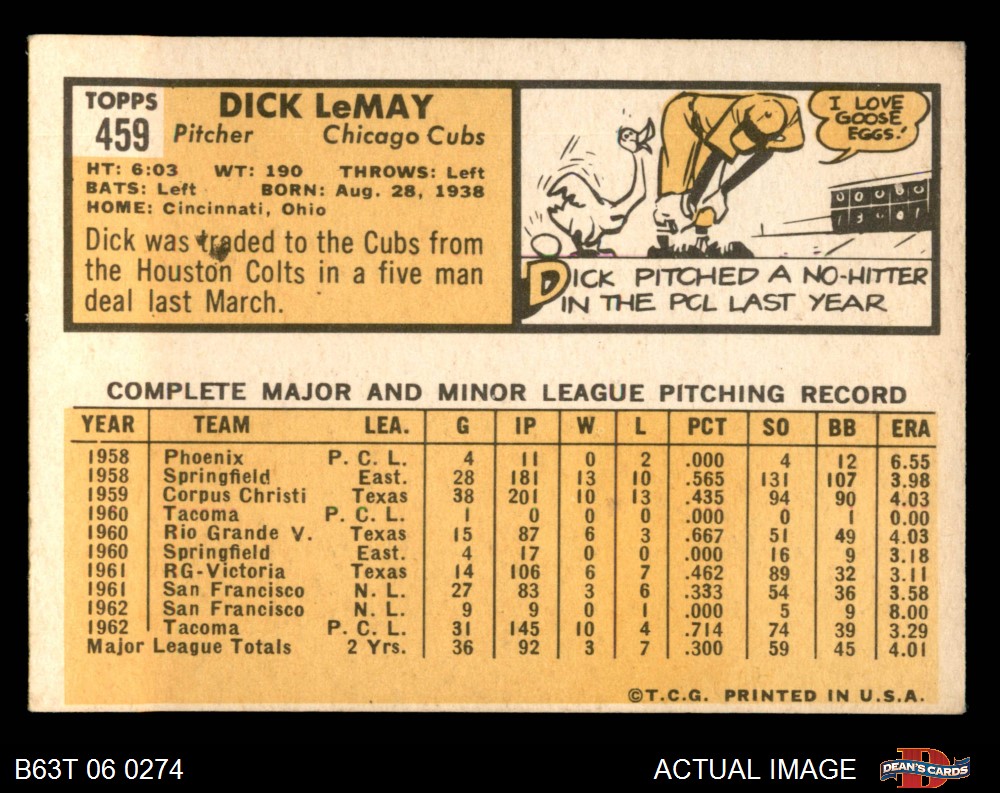 TOPPS
459
DICK LeMAY
Pitcher Chicago Cubs
HT: 6:03 WT: 190 THROWS: Left
BATS: Left BORN: Aug. 28, 1938
HOME: Cincinnati, Ohio
Dick was traded to the Cubs from
the Houston Colts in a five man
deal last March.
I LOVE
GOOSE
EGGS!
DICK PITCHED A NO-HITTER
IN THE PCL LAST YEAR
COMPLETE MAJOR AND MINOR LEAGUE PITCHING RECORD
YEAR TEAM LEA. G IP W L PCT SO BB ERA
1958 Phoenix P. C. L. 4 11 0 2 .000 4 12 6.55
1958 Springfield East. 28 181 13 10 .565 131 107 3.98
1959 Corpus Christi Texas 38 201 10 13 .435 94 90 4.03
1960 Tacoma P. C. L. 1 0 0 0 .000 0 1 0.00
1960 Rio Grande V. Texas 15 87 6 3 .667 51 49 4.03
1960 Springfield East. 4 17 0 0 .000 16 9 3.18
1961 RG-Victoria Texas 14 106 6 7 .462 89 32 3.11
1961 San Francisco N. L. 27 83 3 6 .333 54 36 3.58
1962 San Francisco N. L. 9 9 0 1 .000 5 9 8.00
1962 Tacoma P. C. L. 31 145 10 4 .714 74 39 3.29
Major League Totals 2 Yrs. 36 92 3 7 .300 59 45 4.01
©T.C.G. PRINTED IN U.S.A.
B63T 06 0274
ACTUAL IMAGE
DEAN'S CARDS